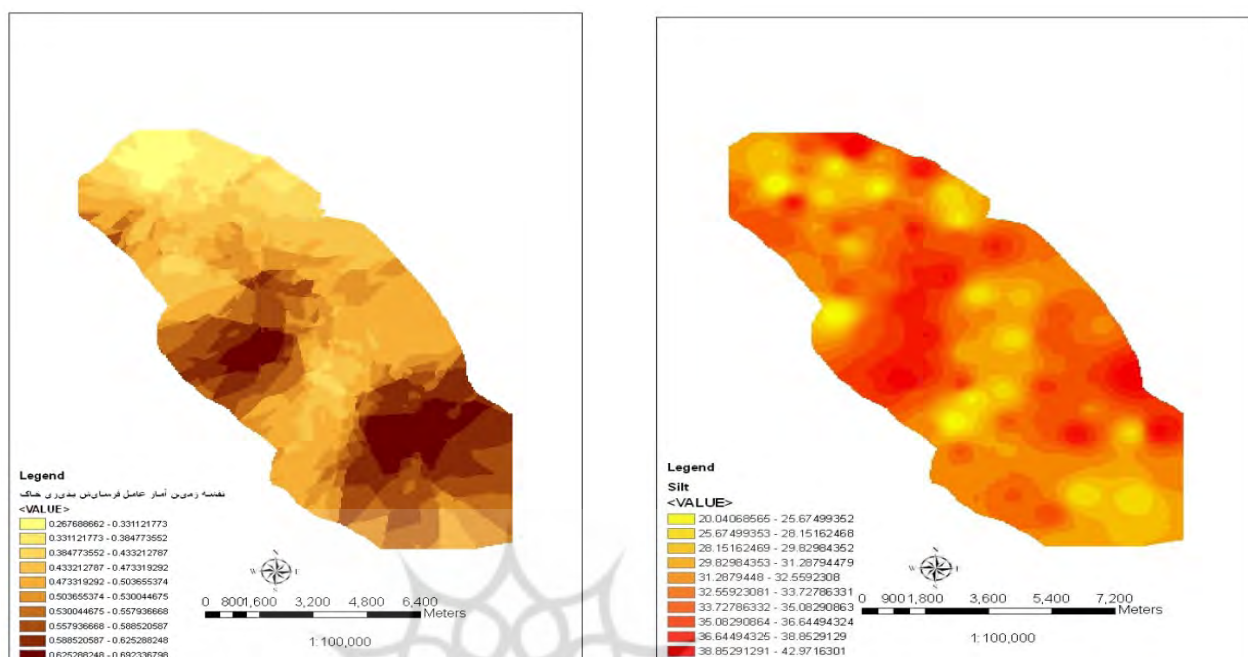 Legend
نقشه زمین آمار عامل فرسایش پذیری خاک
<VALUE>
0.267688662 - 0.331121773
0.331121773 - 0.384773552
0.384773552 - 0.433212787
0.433212787 - 0.473319292
0.473319292 - 0.503655374
0.503655374 - 0.530044675
0.530044675 - 0.557936668
0.557936668 - 0.588520587
0.588520587 - 0.625288248
0.625288248 - 0.692336798
N
W E
S
0 800 1,600 3,200 4,800 6,400
Meters
1:100,000
Legend
Silt
<VALUE>
20.04068565 - 25.67499352
25.67499353 - 28.15162468
28.15162469 - 29.82984352
29.82984353 - 31.28794479
31.2879448 - 32.5592308
32.55923081 - 33.72786331
33.72786332 - 35.08290863
35.08290864 - 36.64494324
36.64494325 - 38.8529129
38.85291291 - 42.9716301
N
W E
S
0 900 1,800 3,600 5,400 7,200
Meters
1:100,000